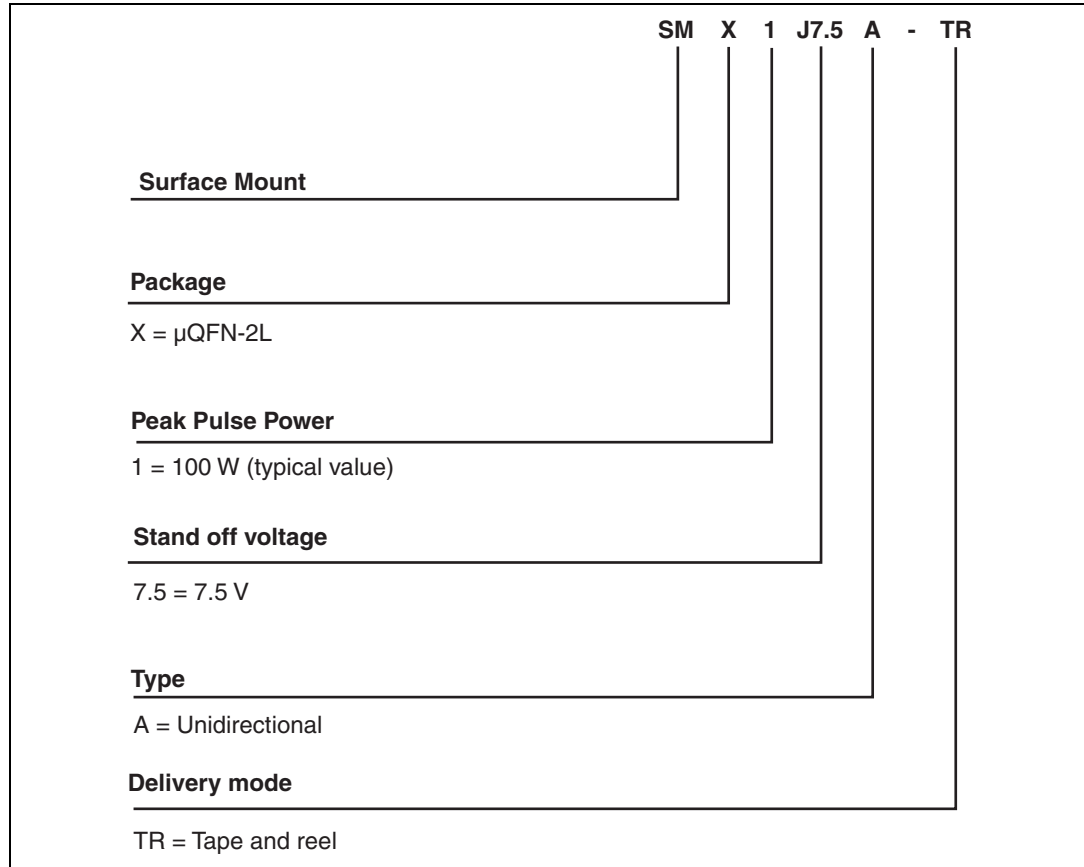 SM X 1 J7.5 A - TR
Surface Mount
Package
X = µQFN-2L
Peak Pulse Power
1 = 100 W (typical value)
Stand off voltage
7.5 = 7.5 V
Type
A = Unidirectional
Delivery mode
TR = Tape and reel